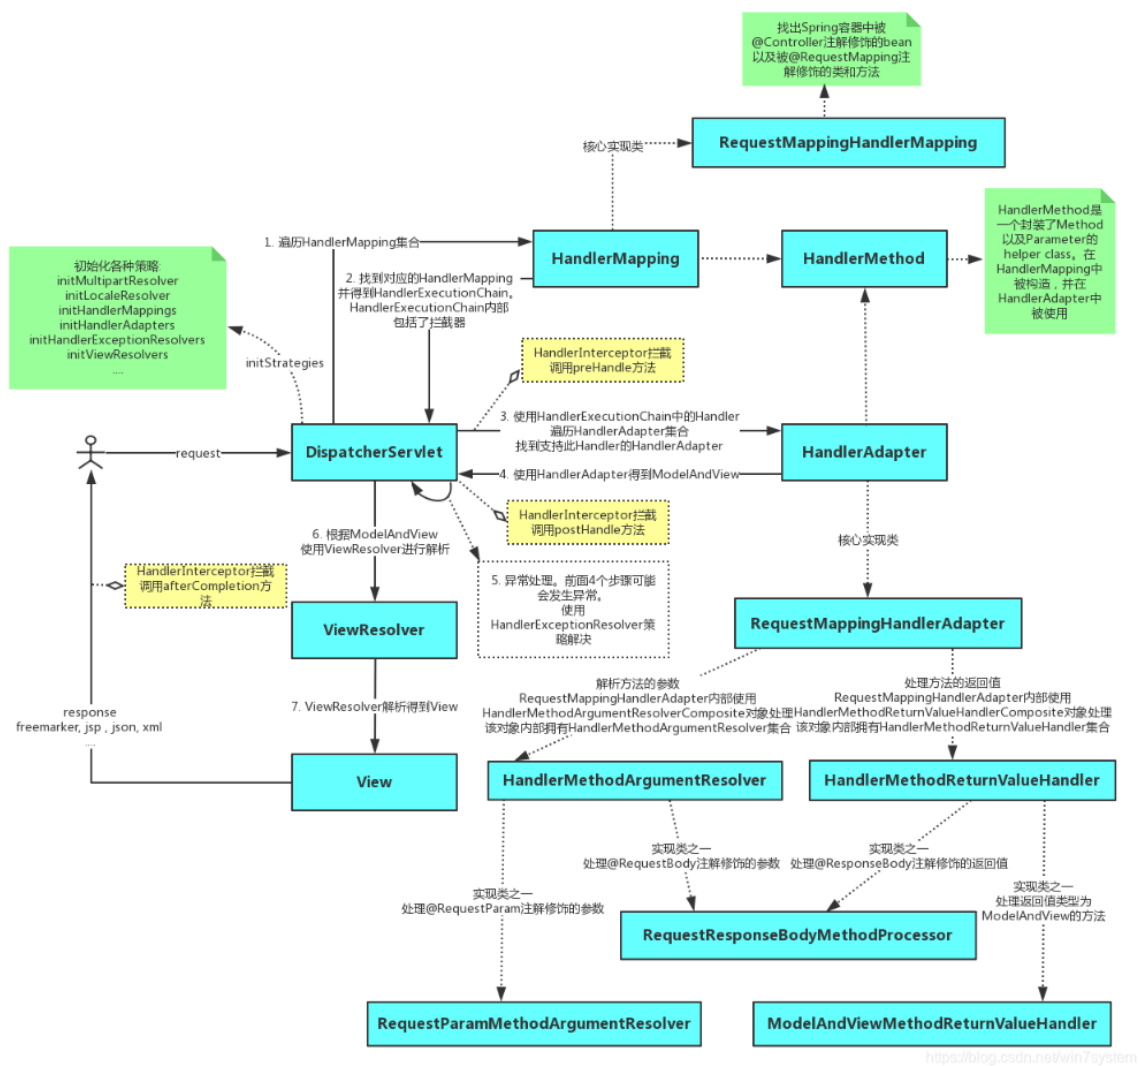 找出Spring容器中被
@Controller注解修饰的bean
以及被@RequestMapping注
解修饰的类和方法
RequestMappingHandlerMapping
核心实现类
HandlerMethod是
一个封装了Method
以及Parameter的
helper class。在
HandlerMapping中
被构造，并在
HandlerAdapter中
被使用
1. 遍历HandlerMapping集合
HandlerMapping
HandlerMethod
初始化各种策略:
initMultipartResolver
initLocaleResolver
initHandlerMappings
initHandlerAdapters
initHandlerExceptionResolvers
initViewResolvers
....
2. 找到对应的HandlerMapping
并得到HandlerExecutionChain。
HandlerExecutionChain内部
包括了拦截器
initStrategies
HandlerInterceptor拦截
调用preHandle方法
3. 使用HandlerExecutionChain中的Handler
遍历HandlerAdapter集合
找到支持此Handler的HandlerAdapter
request
DispatcherServlet
HandlerAdapter
4. 使用HandlerAdapter得到ModelAndView
HandlerInterceptor拦截
调用postHandle方法
6. 根据ModelAndView
使用ViewResolver进行解析
核心实现类
HandlerInterceptor拦截
调用afterCompletion方
法
5. 异常处理。前面4个步骤可能
会发生异常。
使用
HandlerExceptionResolver策
略解决
ViewResolver
RequestMappingHandlerAdapter
解析方法的参数
RequestMappingHandlerAdapter内部使用
HandlerMethodArgumentResolverComposite对象处理
该对象内部拥有HandlerMethodArgumentResolver集合
处理方法的返回值
RequestMappingHandlerAdapter内部使用
HandlerMethodReturnValueHandlerComposite对象处理
该对象内部拥有HandlerMethodReturnValueHandler集合
7. ViewResolver解析得到View
response
freemarker, jsp , json, xml
....
View
HandlerMethodArgumentResolver
HandlerMethodReturnValueHandler
实现类之一
处理@RequestBody注解修饰的参数
实现类之一
处理@ResponseBody注解修饰的返回值
实现类之一
处理@RequestParam注解修饰的参数
实现类之一
处理返回值类型为
ModelAndView的方法
RequestResponseBodyMethodProcessor
RequestParamMethodArgumentResolver
ModelAndViewMethodReturnValueHandler
https://blog.csdn.net/win7system